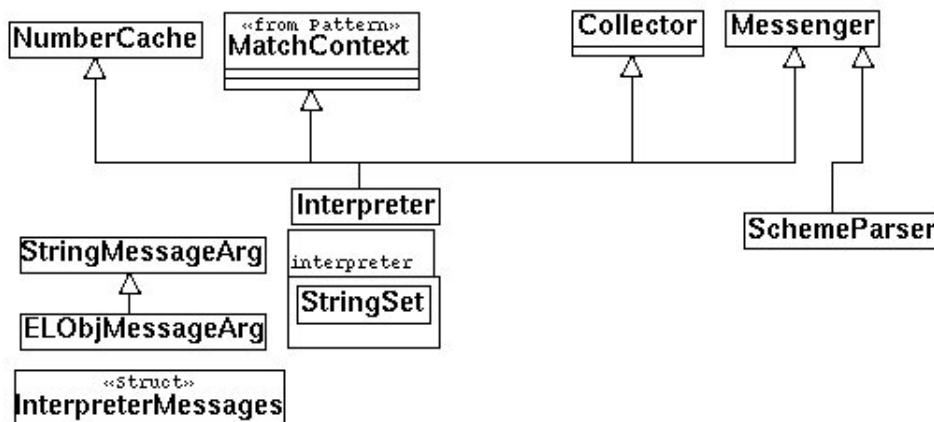 NumberCache
«from Pattern»
MatchContext
Collector
Messenger
Interpreter
SchemeParser
StringMessageArg
interpreter
StringSet
ELObjMessageArg
«Struct»
InterpreterMessages